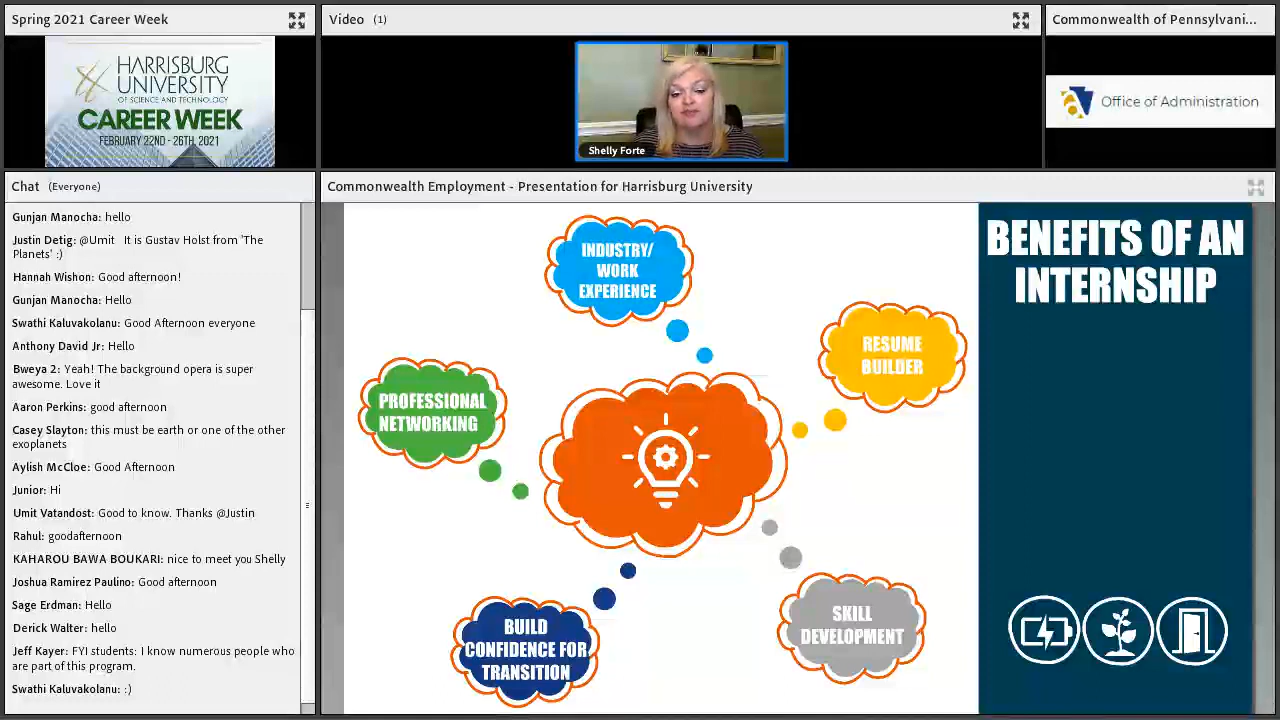 Spring 2021 Career Week
HARRISBURG
UNIVERSITY
OF SCIENCE AND TECHNOLOGY
CAREER WEEK
FEBRUARY 22ND - 26TH, 2021
Video (1)
Shelly Forte
Commonwealth of Pennsylvani...
Office of Administration
Chat (Everyone)
Gunjan Manocha: hello
Justin Detig: @Umit It is Gustav Holst from 'The
Planets' :)
Hannah Wishon: Good afternoon!
Gunjan Manocha: Hello
Swathi Kaluvakolanu: Good Afternoon everyone
Anthony David Jr: Hello
Bweya 2: Yeah! The background opera is super
awesome. Love it
Aaron Perkins: good afternoon
Casey Slayton: this must be earth or one of the other
exoplanets
Aylish McCloe: Good Afternoon
Junior: Hi
Umit Vatandost: Good to know. Thanks @Justin
Rahul: goodafternoon
KAHAROU BAWA BOUKARI: nice to meet you Shelly
Joshua Ramirez Paulino: Good afternoon
Sage Erdman: Hello
Derick Walter: hello
Jeff Kayer: FYI students: I know numerous people who
are part of this program.
Swathi Kaluvakolanu: :)
Commonwealth Employment - Presentation for Harrisburg University
INDUSTRY/
WORK
EXPERIENCE
RESUME
BUILDER
PROFESSIONAL
NETWORKING
SKILL
DEVELOPMENT
BUILD
CONFIDENCE FOR
TRANSITION
BENEFITS OF AN
INTERNSHIP